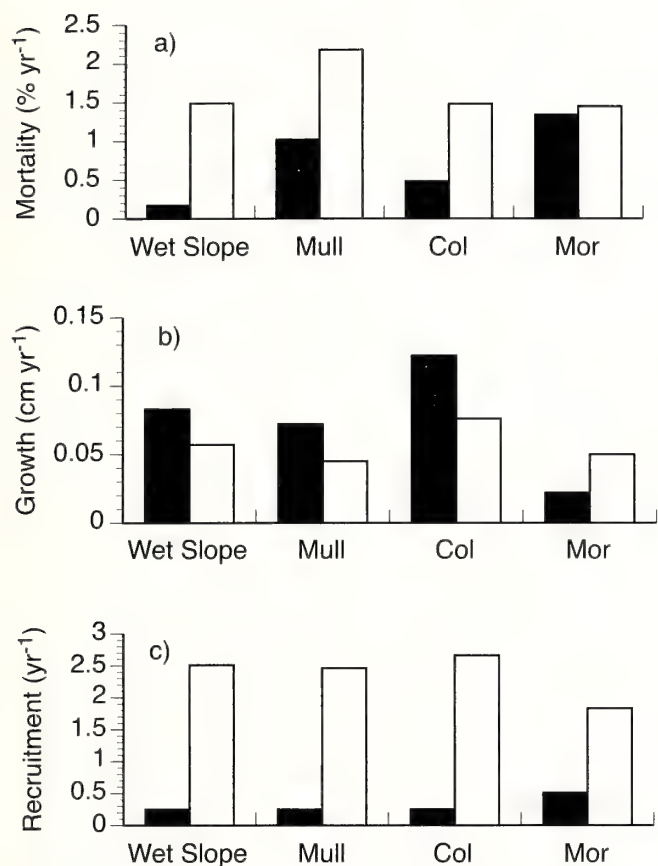 a)
Mortality (% yr-1)
2.5
2
1.5
1
0.5
0
Wet Slope Mull Col Mor
b)
Growth (cm yr-1)
0.15
0.1
0.05
0
Wet Slope Mull Col Mor
c)
Recruitment (yr-1)
3
2.5
2
1.5
1
0.5
0
Wet Slope Mull Col Mor